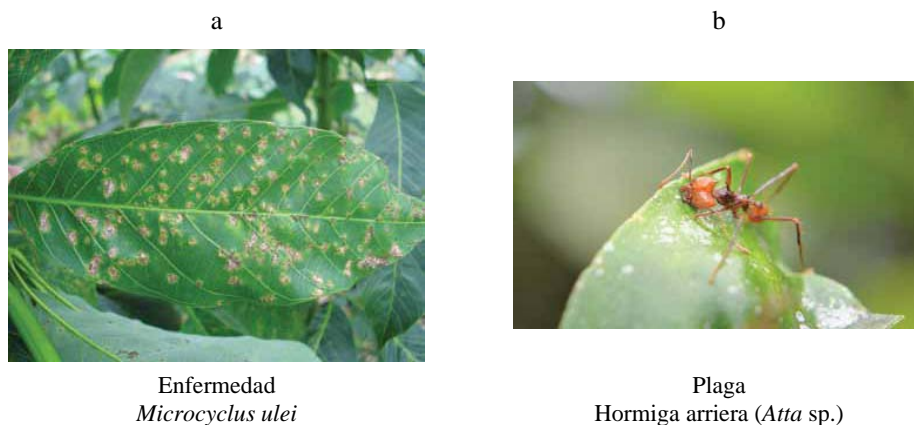 a
b
Enfermedad
Microcyclus ulei
Plaga
Hormiga arriera (Atta sp.)